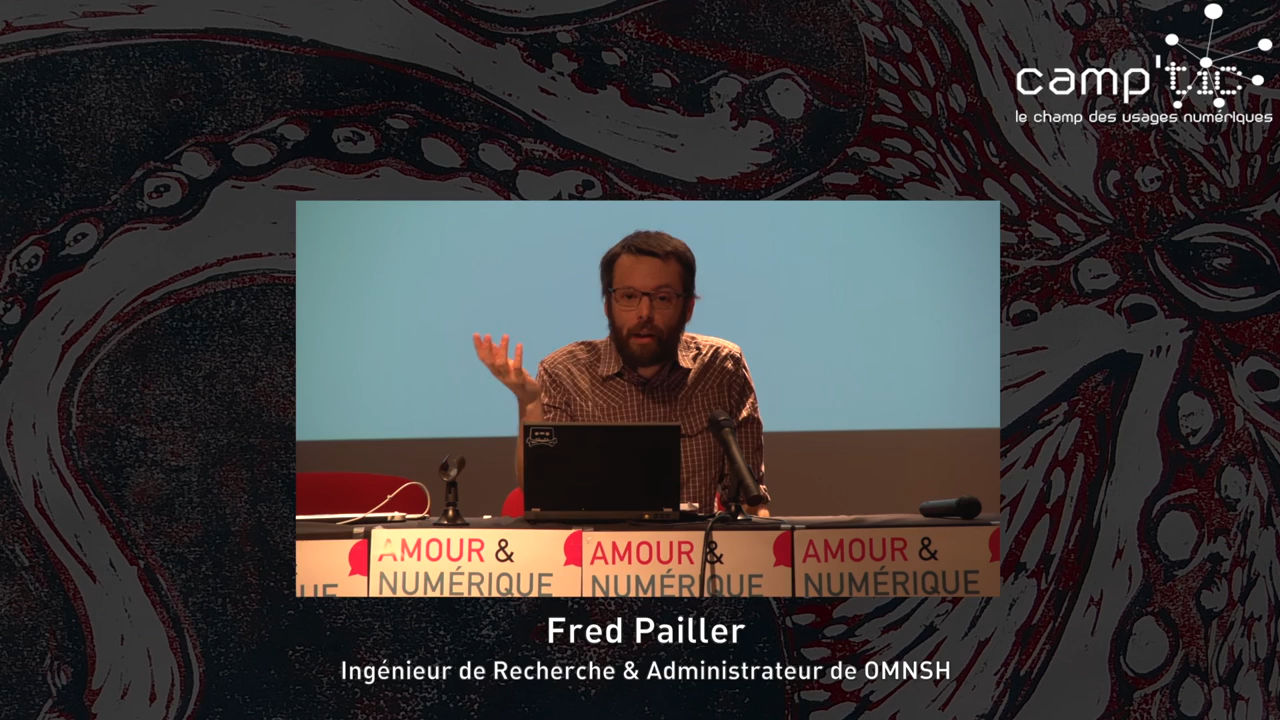 camp'tic
le champ des usages numériques
AMOUR &
NUMÉRIQUE
AMOUR &
NUMÉRIQUE
AMOUR &
NUMÉRIQUE
UE
Fred Pailler
Ingénieur de Recherche & Administrateur de OMNSH